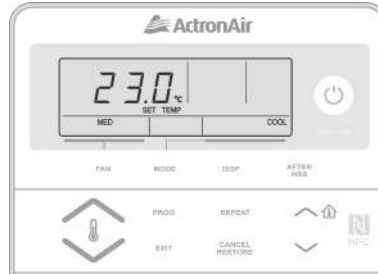 ActronAir
23.0 °C
SET TEMP
MED COOL
FAN MODE DISP AFTER HRS
PROG REPEAT
EXIT CANCEL RESTORE
NFC